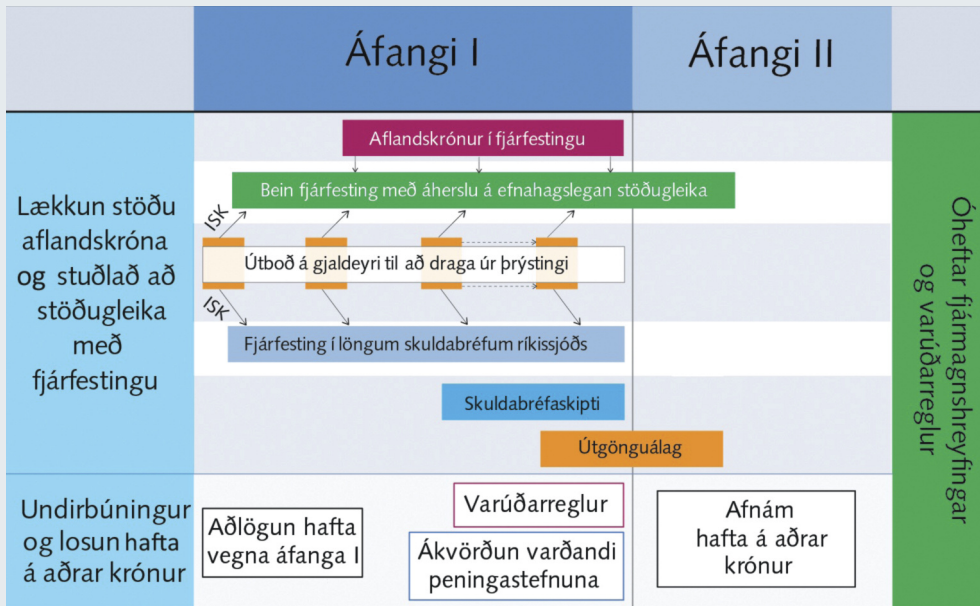 Áfangi I
Áfangi II
Lækkun stöðu
aflandskróna
og stuðlað að
stöðugleika
með
fjárfestingu
Aflandskrónur í fjárfestingu
Bein fjárfesting með áherslu á efnahagslegan stöðugleika
ISK
Útboð á gjaldeyri til að draga úr þrýstingi
ISK
Fjárfesting í löngum skuldabréfum ríkissjóðs
Skuldabréfaskipti
Útgönguálag
Óheftar fjármagnshreyfingar
og varúðarreglur
Undirbúningur
og losun hafta
á aðrar krónur
Aðlögun hafta
vegna áfanga I
Varúðarreglur
Ákvörðun varðandi
peningastefnuna
Afnám
hafta á aðrar
krónur